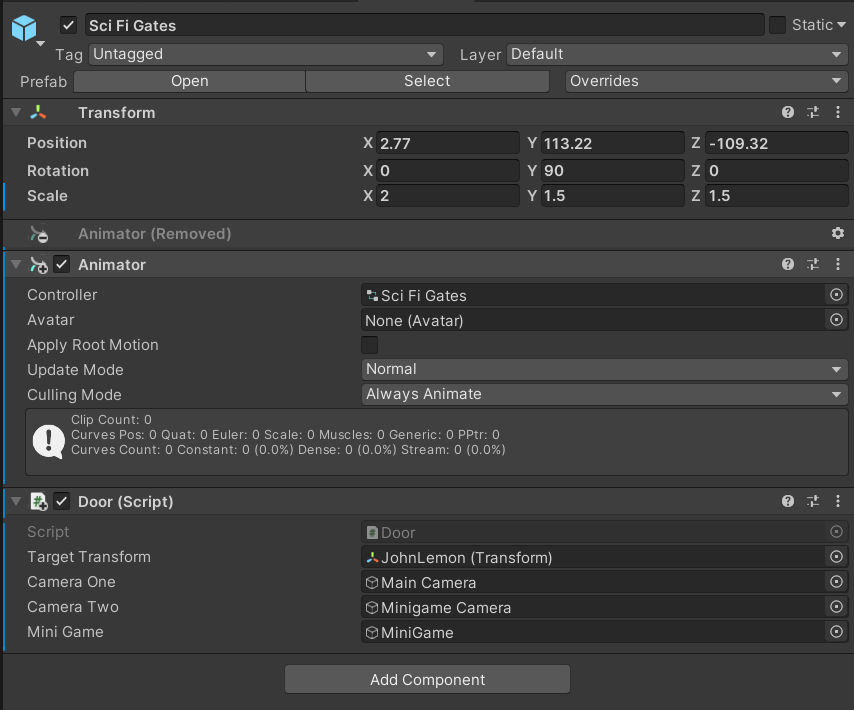 Sci Fi Gates Static
Tag Untagged Layer Default
Prefab Open Select Overrides
Transform
Position X 2.77 Y 113.22 Z -109.32
Rotation X 0 Y 90 Z 0
Scale X 2 Y 1.5 Z 1.5
Animator (Removed)
Animator
Controller Sci Fi Gates
Avatar None (Avatar)
Apply Root Motion
Update Mode Normal
Culling Mode Always Animate
Clip Count: 0
Curves Pos: 0 Quat: 0 Euler: 0 Scale: 0 Muscles: 0 Generic: 0 PPtr: 0
Curves Count: 0 Constant: 0 (0.0%) Dense: 0 (0.0%) Stream: 0 (0.0%)
Door (Script)
Script Door
Target Transform JohnLemon (Transform)
Camera One Main Camera
Camera Two Minigame Camera
Mini Game MiniGame
Add Component